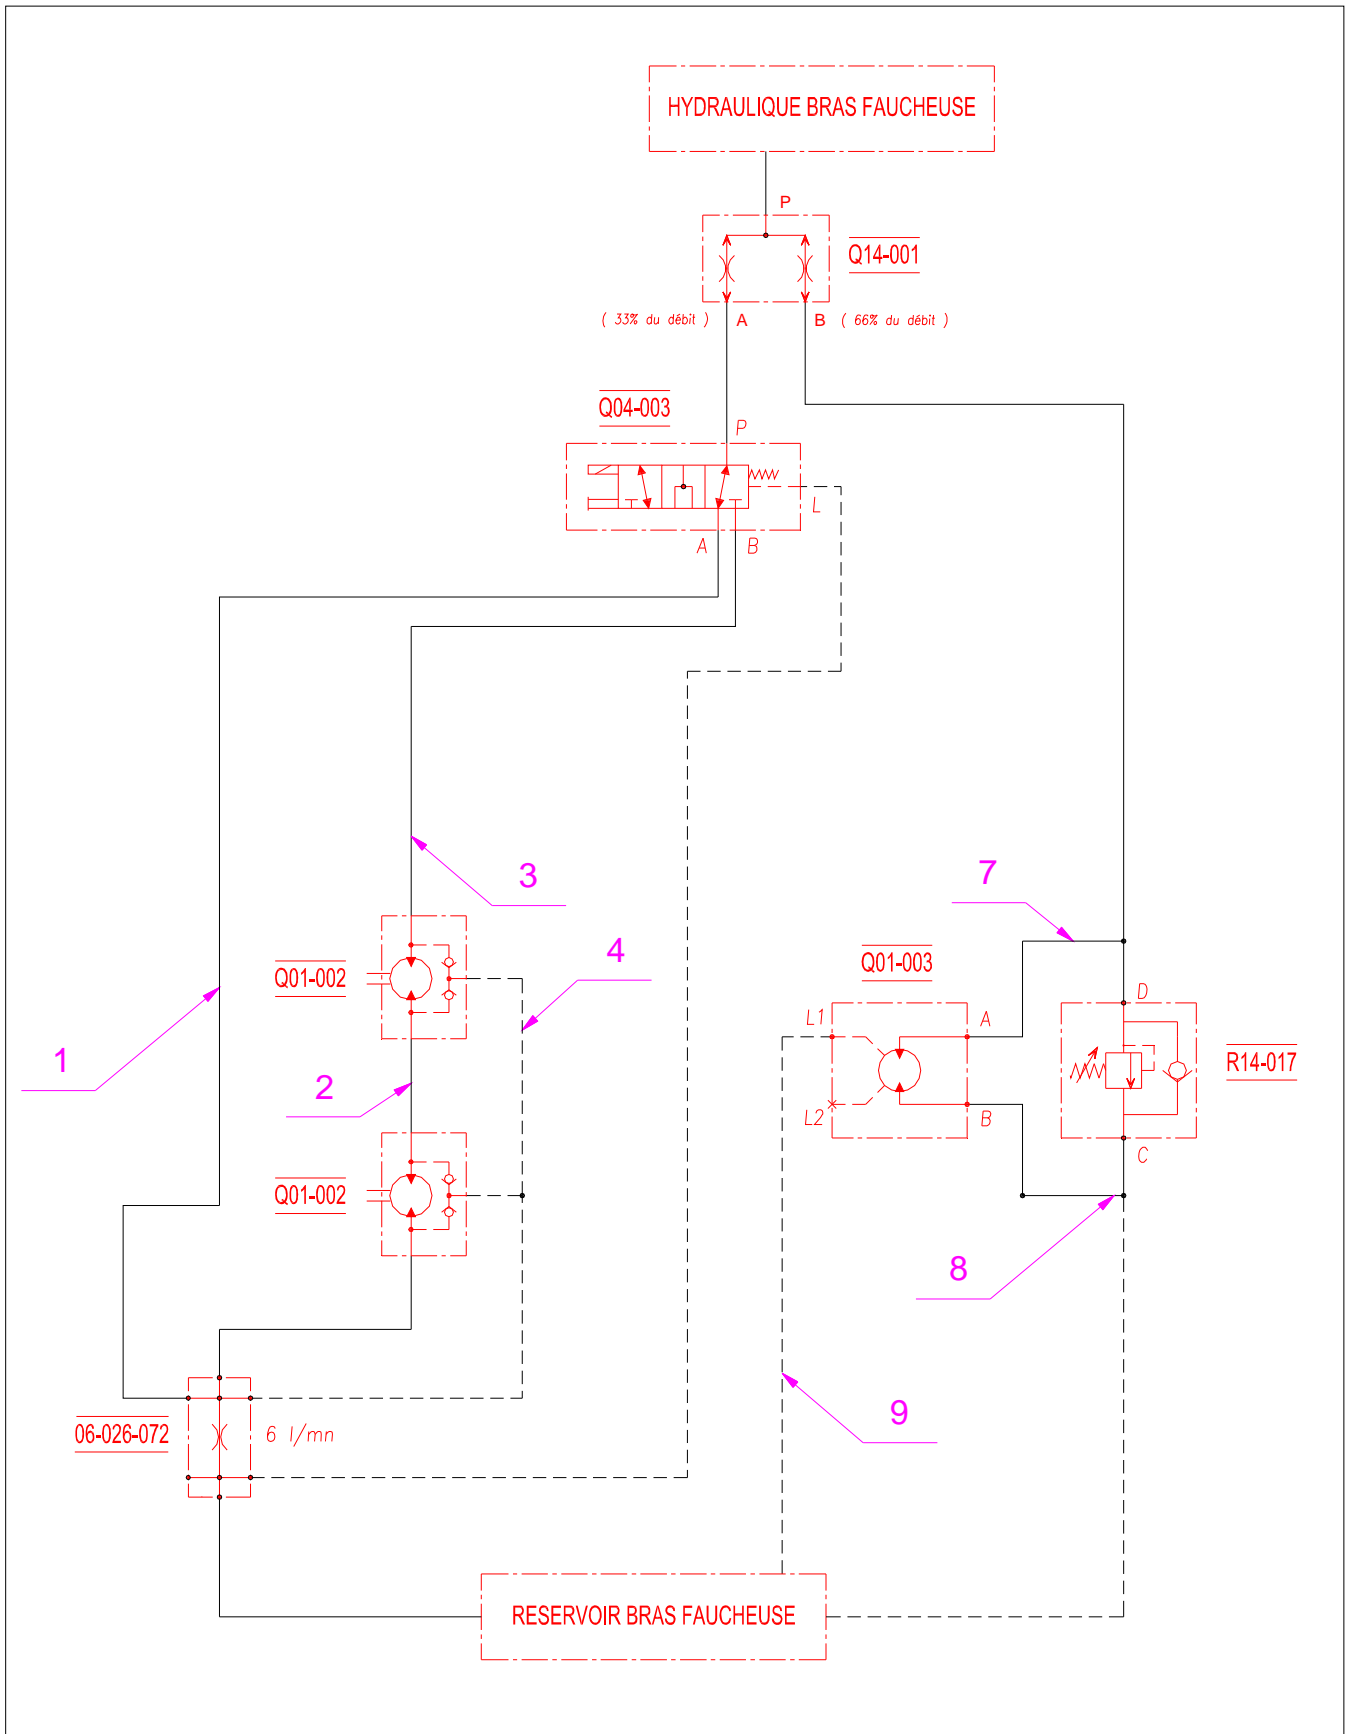 HYDRAULIQUE BRAS FAUCHEUSE
P
Q14-001
( 33% du débit ) A
B ( 66% du débit )
Q04-003
P
L
A B
3
7
4
Q01-003
Q01-002
1
2
L1
A
D
R14-017
L2
B
C
Q01-002
8
9
06-026-072
6 l/mn
RESERVOIR BRAS FAUCHEUSE